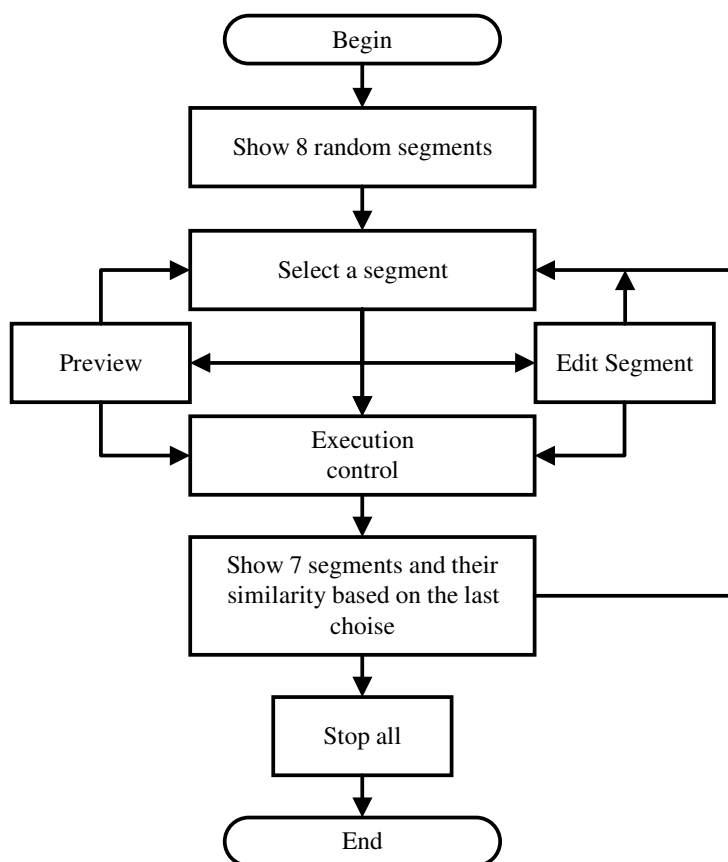 Begin
Show 8 random segments
Select a segment
Preview
Edit Segment
Execution
control
Show 7 segments and their
similarity based on the last
choise
Stop all
End